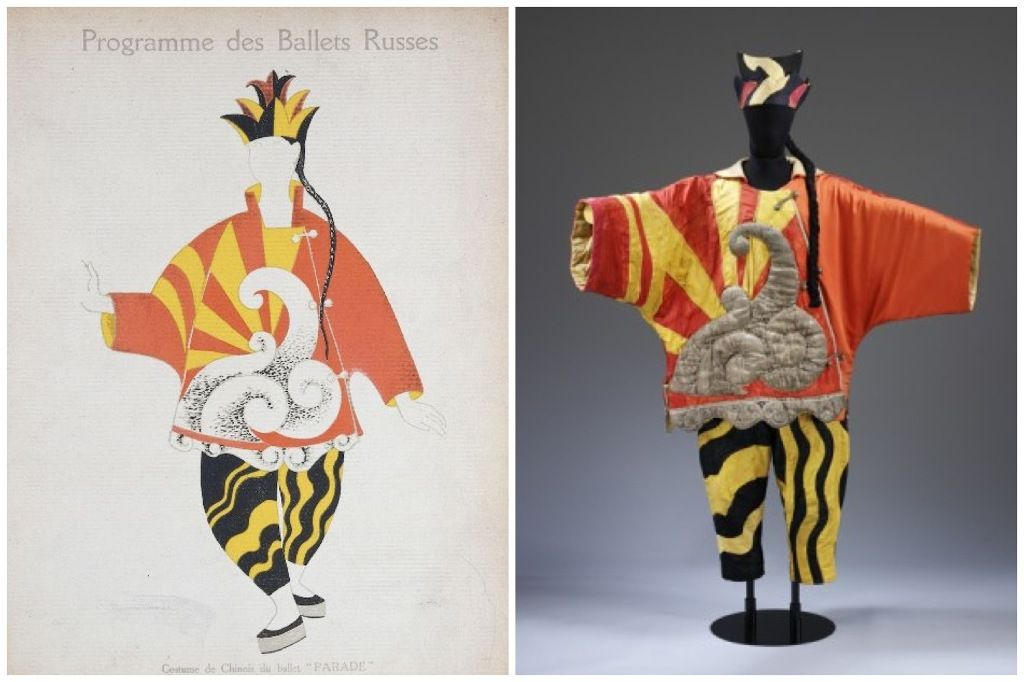 Programme des Ballets Russes
Costume de Chinois du ballet "PARADE"